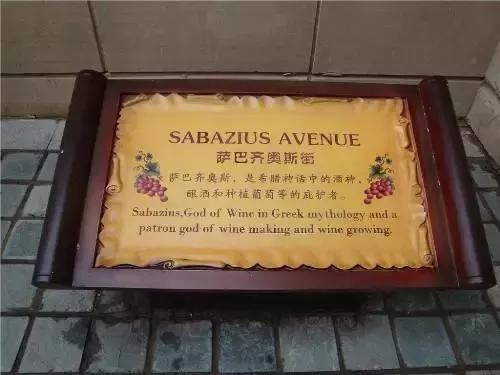 SABAZIUS AVENUE
萨巴齐奥斯街
萨巴齐奥斯，是希腊神话中的酒神，
酿酒和种植葡萄等的庇护者。
Sabazius,God of Wine in Greek mythology and a
patron god of wine making and wine growing.